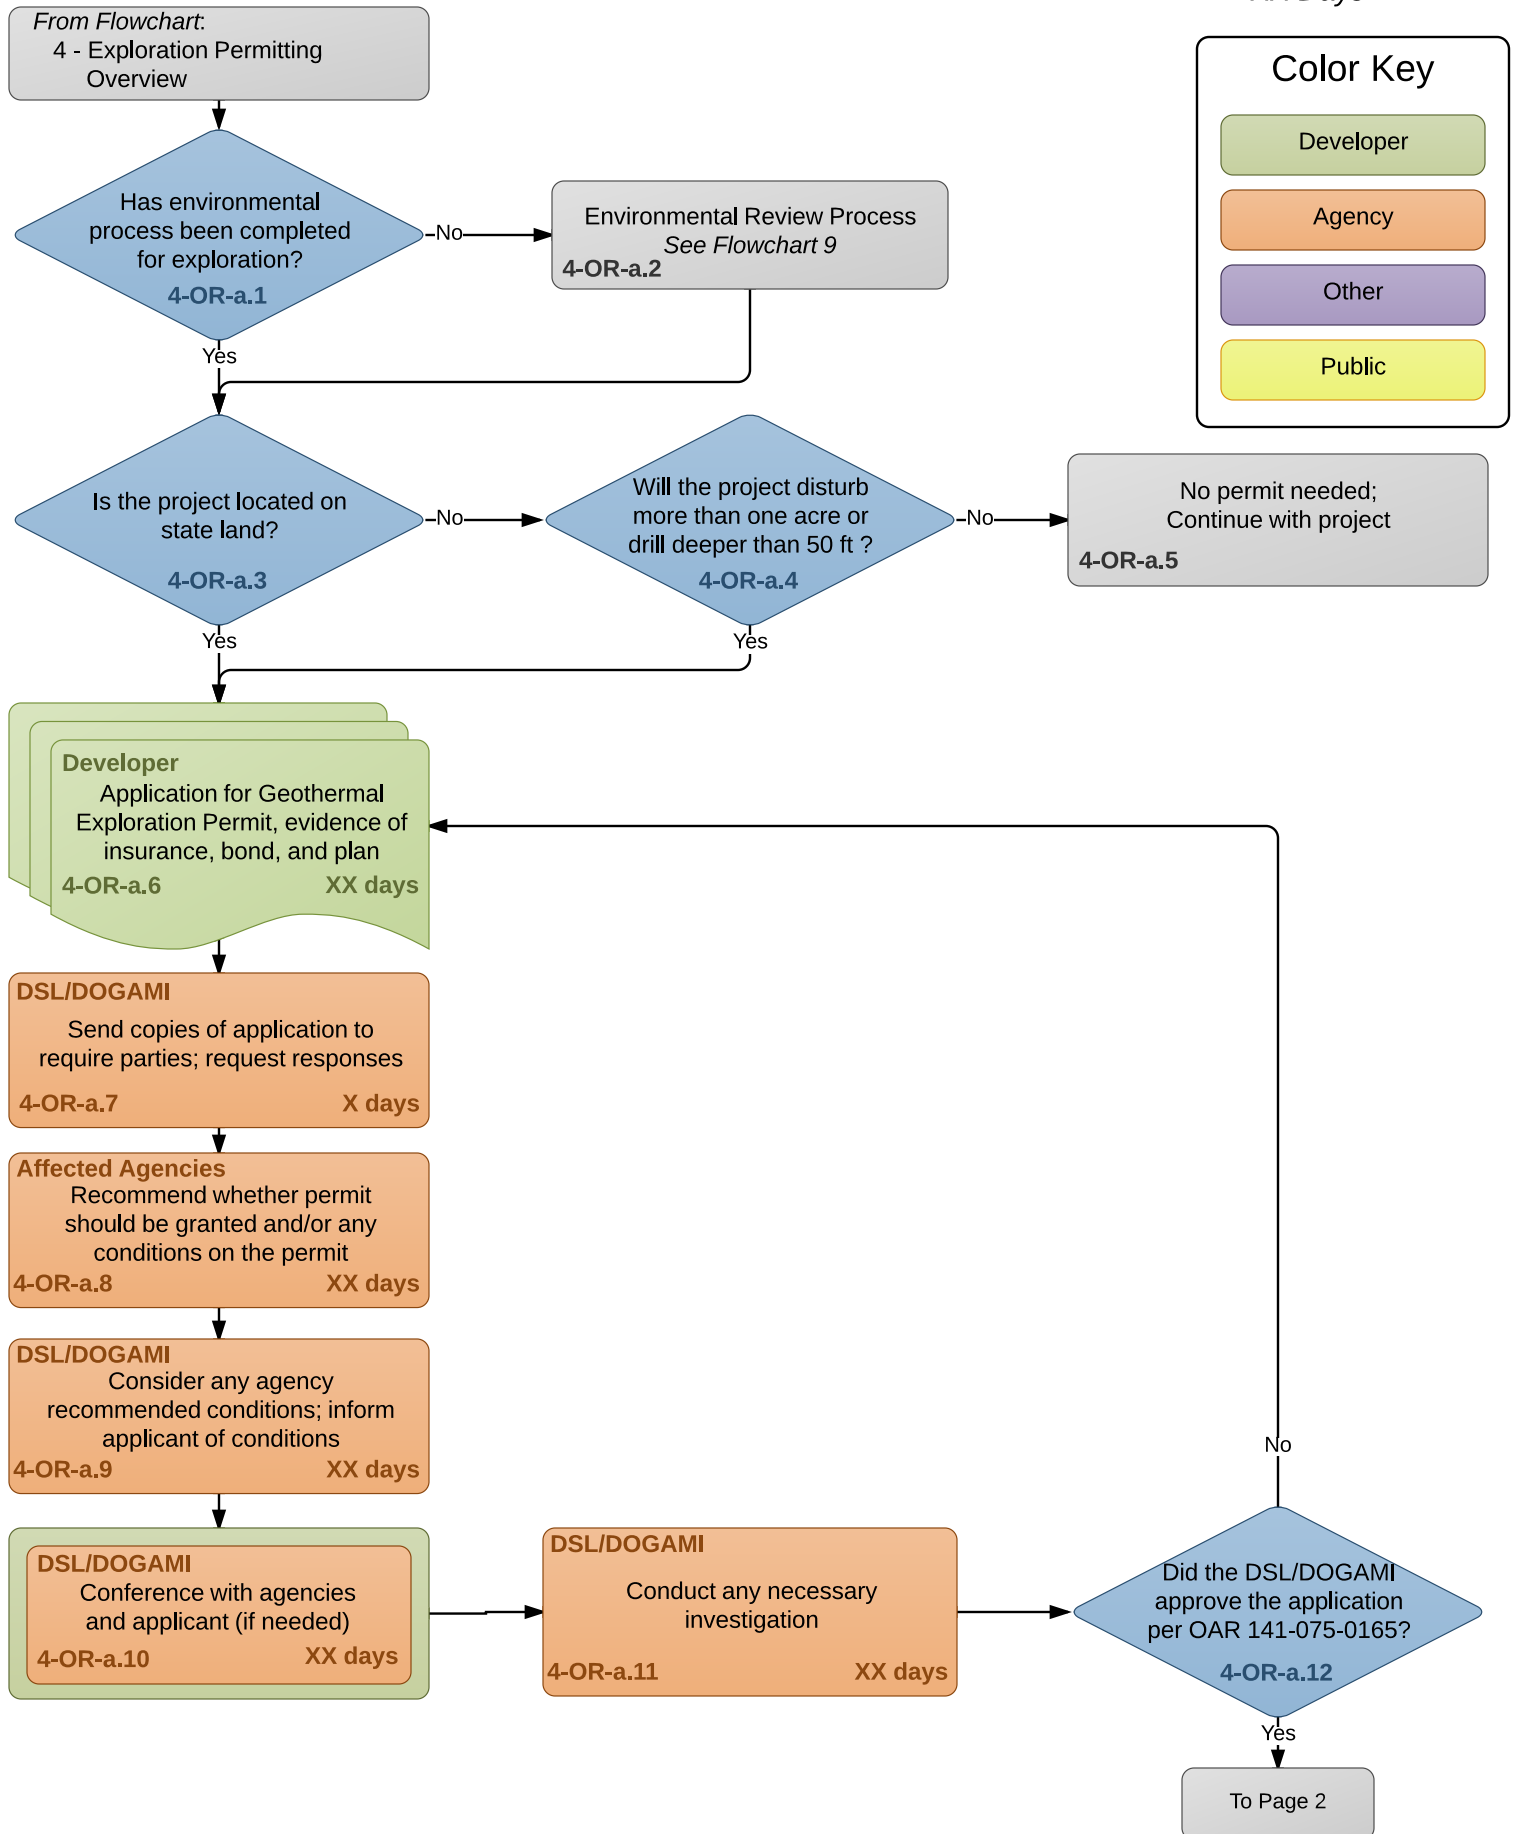 From Flowchart:
4 - Exploration Permitting
Overview
Color Key
Developer
Agency
Other
Public
Has environmental
process been completed
for exploration?
4-OR-a.1
No
Environmental Review Process
See Flowchart 9
4-OR-a.2
Yes
Is the project located on
state land?
4-OR-a.3
No
Will the project disturb
more than one acre or
drill deeper than 50 ft ?
4-OR-a.4
No
No permit needed;
Continue with project
4-OR-a.5
Yes
Yes
Developer
Application for Geothermal
Exploration Permit, evidence of
insurance, bond, and plan
4-OR-a.6 XX days
DSL/DOGAMI
Send copies of application to
require parties; request responses
4-OR-a.7 X days
Affected Agencies
Recommend whether permit
should be granted and/or any
conditions on the permit
4-OR-a.8 XX days
DSL/DOGAMI
Consider any agency
recommended conditions; inform
applicant of conditions
4-OR-a.9 XX days
DSL/DOGAMI
Conference with agencies
and applicant (if needed)
4-OR-a.10 XX days
DSL/DOGAMI
Conduct any necessary
investigation
4-OR-a.11 XX days
No
Did the DSL/DOGAMI
approve the application
per OAR 141-075-0165?
4-OR-a.12
Yes
To Page 2